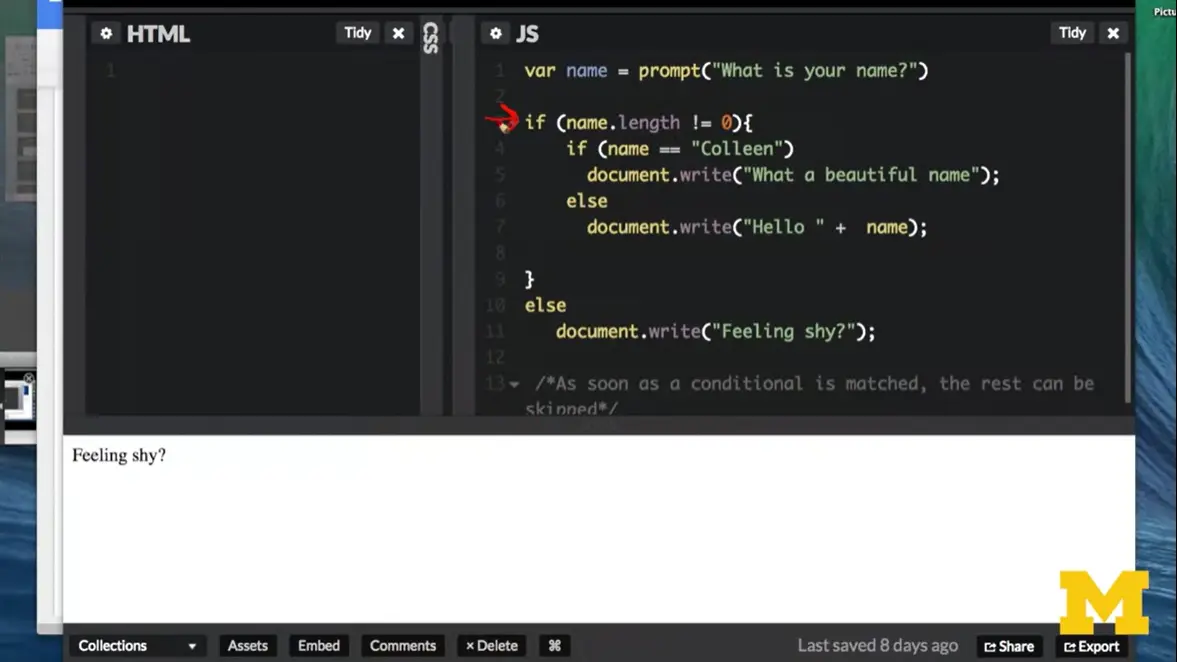 Pictu
HTML
Tidy
CSS
JS
Tidy
1
1 var name = prompt("What is your name?")
2
if (name.length != 0){
4 if (name == "Colleen")
5 document.write("What a beautiful name");
6 else
7 document.write("Hello " + name);
8
9 }
10 else
11 document.write("Feeling shy?");
12
13 /*As soon as a conditional is matched, the rest can be
skipped*/
Feeling shy?
Collections Assets Embed Comments × Delete ⌘ Last saved 8 days ago Share Export
M